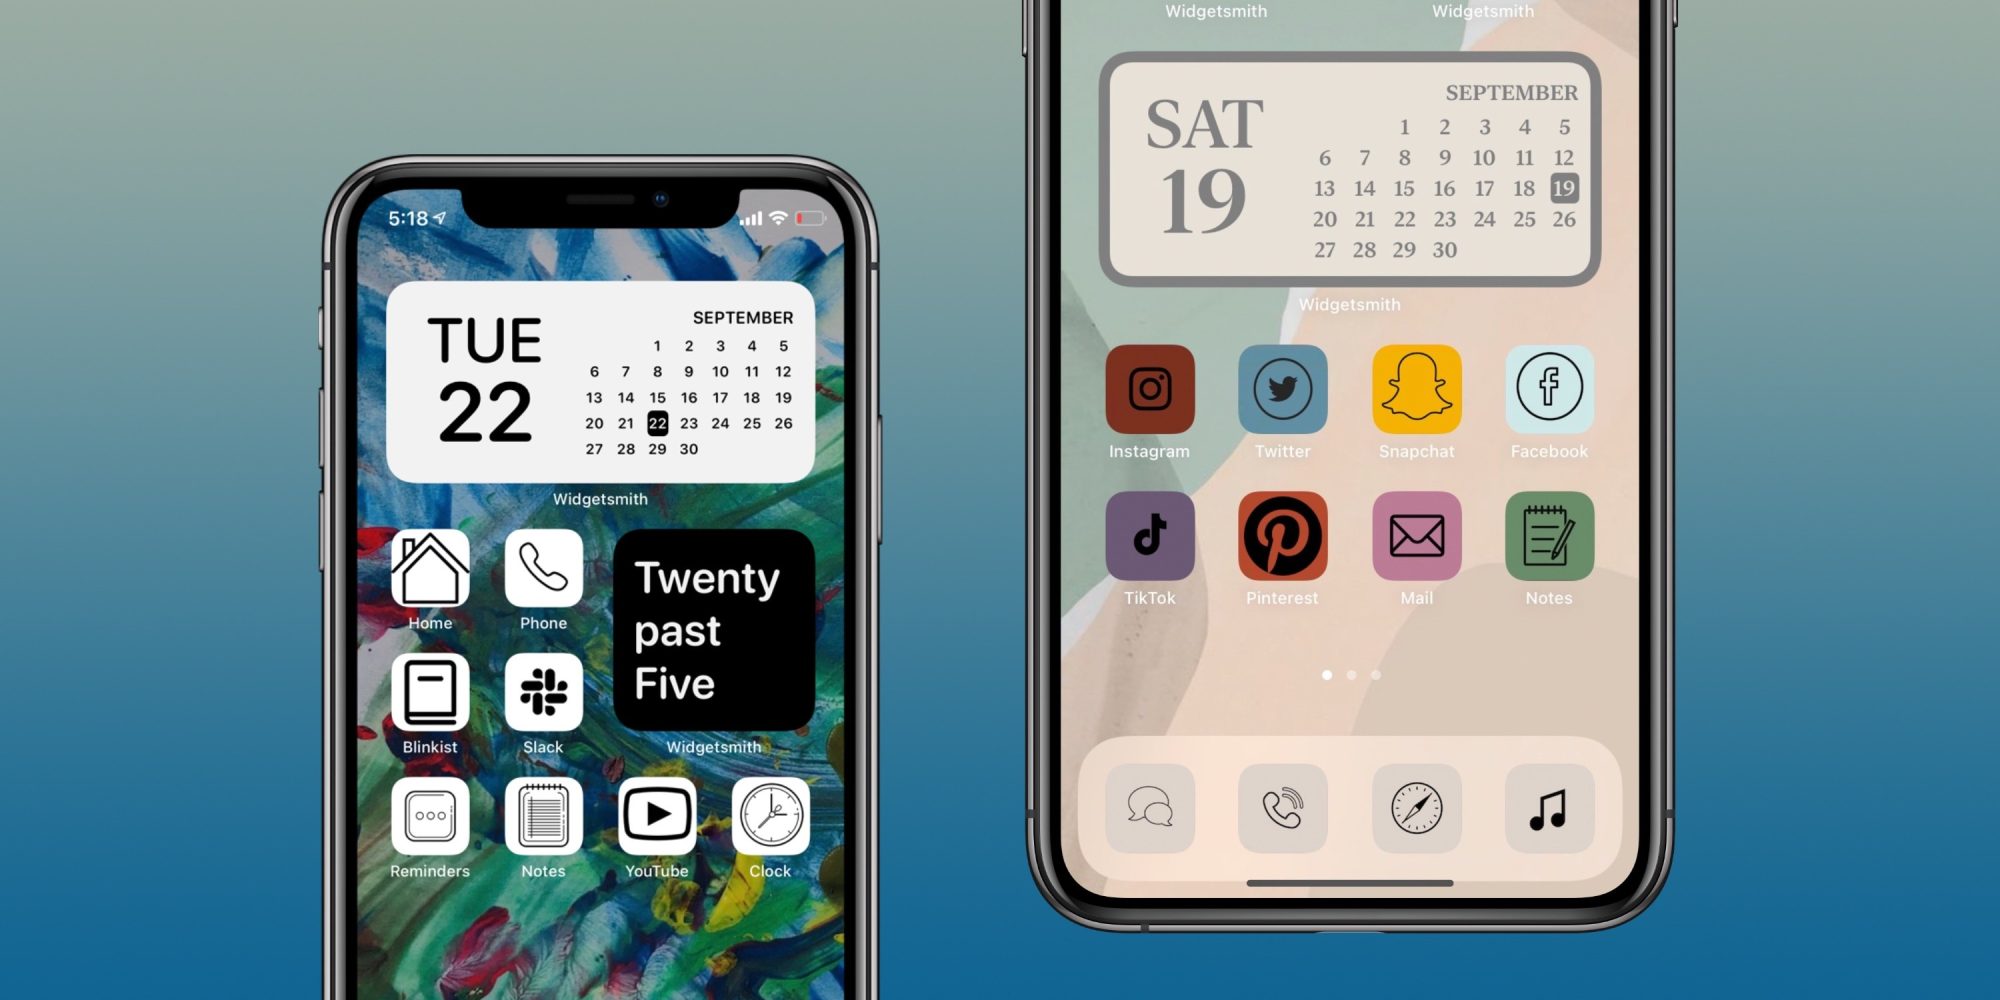 5:18
TUE
22
SEPTEMBER
1 2 3 4 5
6 7 8 9 10 11 12
13 14 15 16 17 18 19
20 21 22 23 24 25 26
27 28 29 30
Widgetsmith
Home
Phone
Twenty
past
Five
Blinkist
Slack
Widgetsmith
Reminders
Notes
YouTube
Clock
Widgetsmith
Widgetsmith
SAT
19
SEPTEMBER
1 2 3 4 5
6 7 8 9 10 11 12
13 14 15 16 17 18 19
20 21 22 23 24 25 26
27 28 29 30
Widgetsmith
Instagram
Twitter
Snapchat
Facebook
TikTok
Pinterest
Mail
Notes